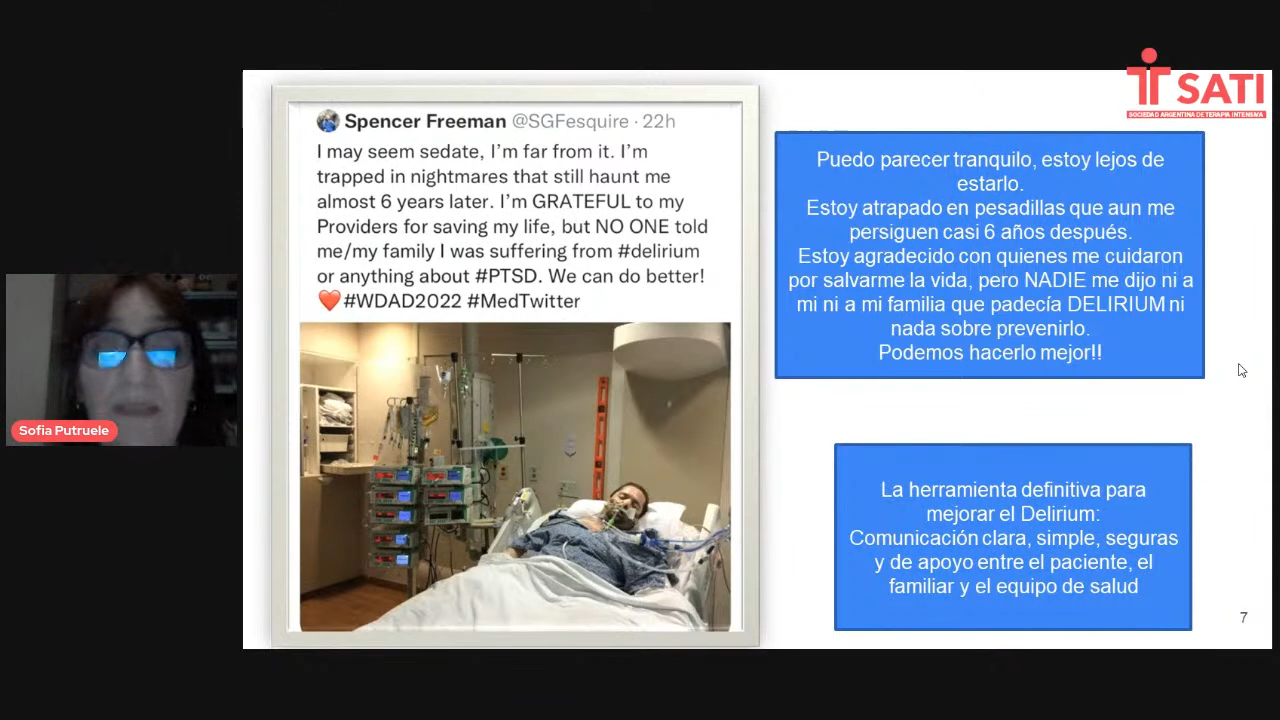 SATI
SOCIEDAD ARGENTINA DE TERAPIA INTENSIVA
Spencer Freeman @SGFesquire · 22h
I may seem sedate, I'm far from it. I'm
trapped in nightmares that still haunt me
almost 6 years later. I'm GRATEFUL to my
Providers for saving my life, but NO ONE told
me/my family I was suffering from #delirium
or anything about #PTSD. We can do better!
❤️#WDAD2022 #MedTwitter
Puedo parecer tranquilo, estoy lejos de
estarlo.
Estoy atrapado en pesadillas que aun me
persiguen casi 6 años después.
Estoy agradecido con quienes me cuidaron
por salvarme la vida, pero NADIE me dijo ni a
mi ni a mi familia que padecía DELIRIUM ni
nada sobre prevenirlo.
Podemos hacerlo mejor!!
La herramienta definitiva para
mejorar el Delirium:
Comunicación clara, simple, seguras
y de apoyo entre el paciente, el
familiar y el equipo de salud
7
Sofia Putruele